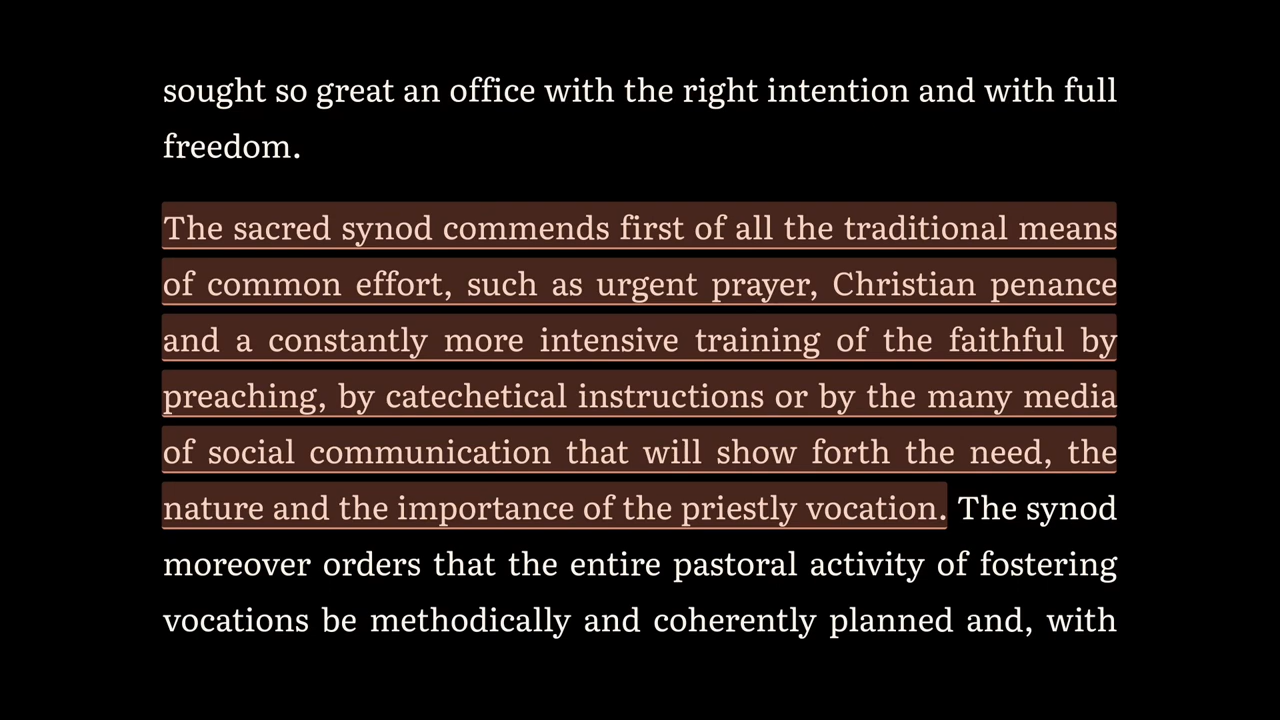 sought so great an office with the right intention and with full
freedom.
The sacred synod commends first of all the traditional means
of common effort, such as urgent prayer, Christian penance
and a constantly more intensive training of the faithful by
preaching, by catechetical instructions or by the many media
of social communication that will show forth the need, the
nature and the importance of the priestly vocation. The synod
moreover orders that the entire pastoral activity of fostering
vocations be methodically and coherently planned and, with